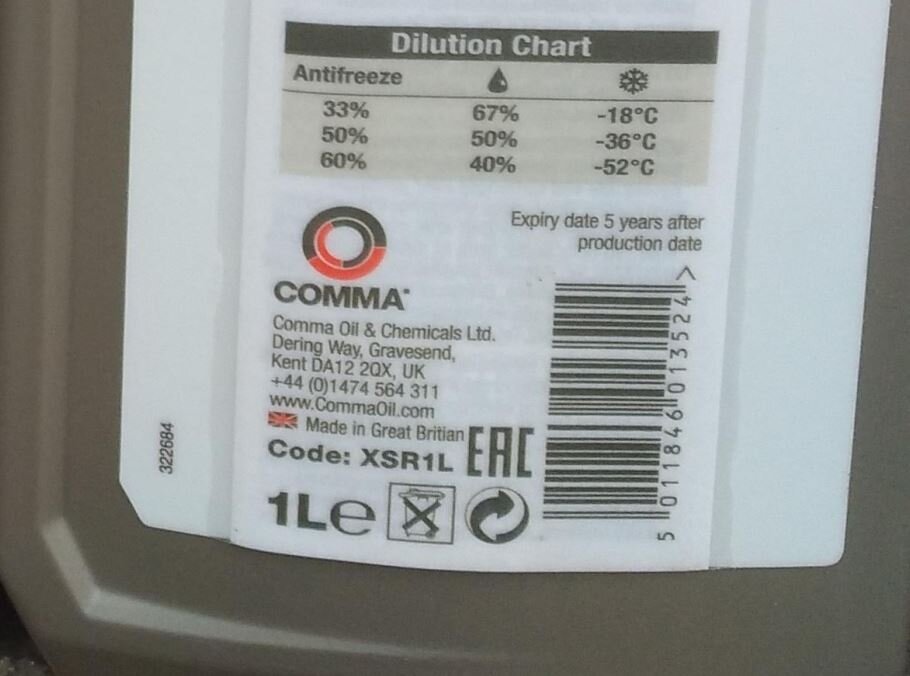 Dilution Chart
Antifreeze
33% 67% -18°C
50% 50% -36°C
60% 40% -52°C
Expiry date 5 years after
production date
COMMA
Comma Oil & Chemicals Ltd.
Dering Way, Gravesend,
Kent DA12 2QX, UK
+44 (0)1474 564 311
www.CommaOil.com
Made in Great Britian
Code: XSR1L
EAC
1Le
5 011846 013524 >
322684